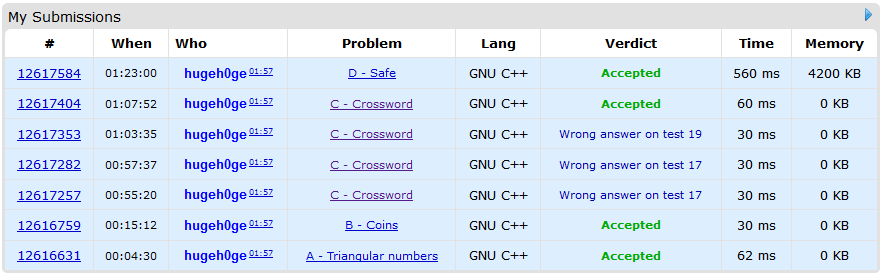 My Submissions
# When Who Problem Lang Verdict Time Memory
12617584 01:23:00 hugeh0ge 01:57 D - Safe GNU C++ Accepted 560 ms 4200 KB
12617404 01:07:52 hugeh0ge 01:57 C - Crossword GNU C++ Accepted 60 ms 0 KB
12617353 01:03:35 hugeh0ge 01:57 C - Crossword GNU C++ Wrong answer on test 19 30 ms 0 KB
12617282 00:57:37 hugeh0ge 01:57 C - Crossword GNU C++ Wrong answer on test 17 30 ms 0 KB
12617257 00:55:20 hugeh0ge 01:57 C - Crossword GNU C++ Wrong answer on test 17 30 ms 0 KB
12616759 00:15:12 hugeh0ge 01:57 B - Coins GNU C++ Accepted 30 ms 0 KB
12616631 00:04:30 hugeh0ge 01:57 A - Triangular numbers GNU C++ Accepted 62 ms 0 KB